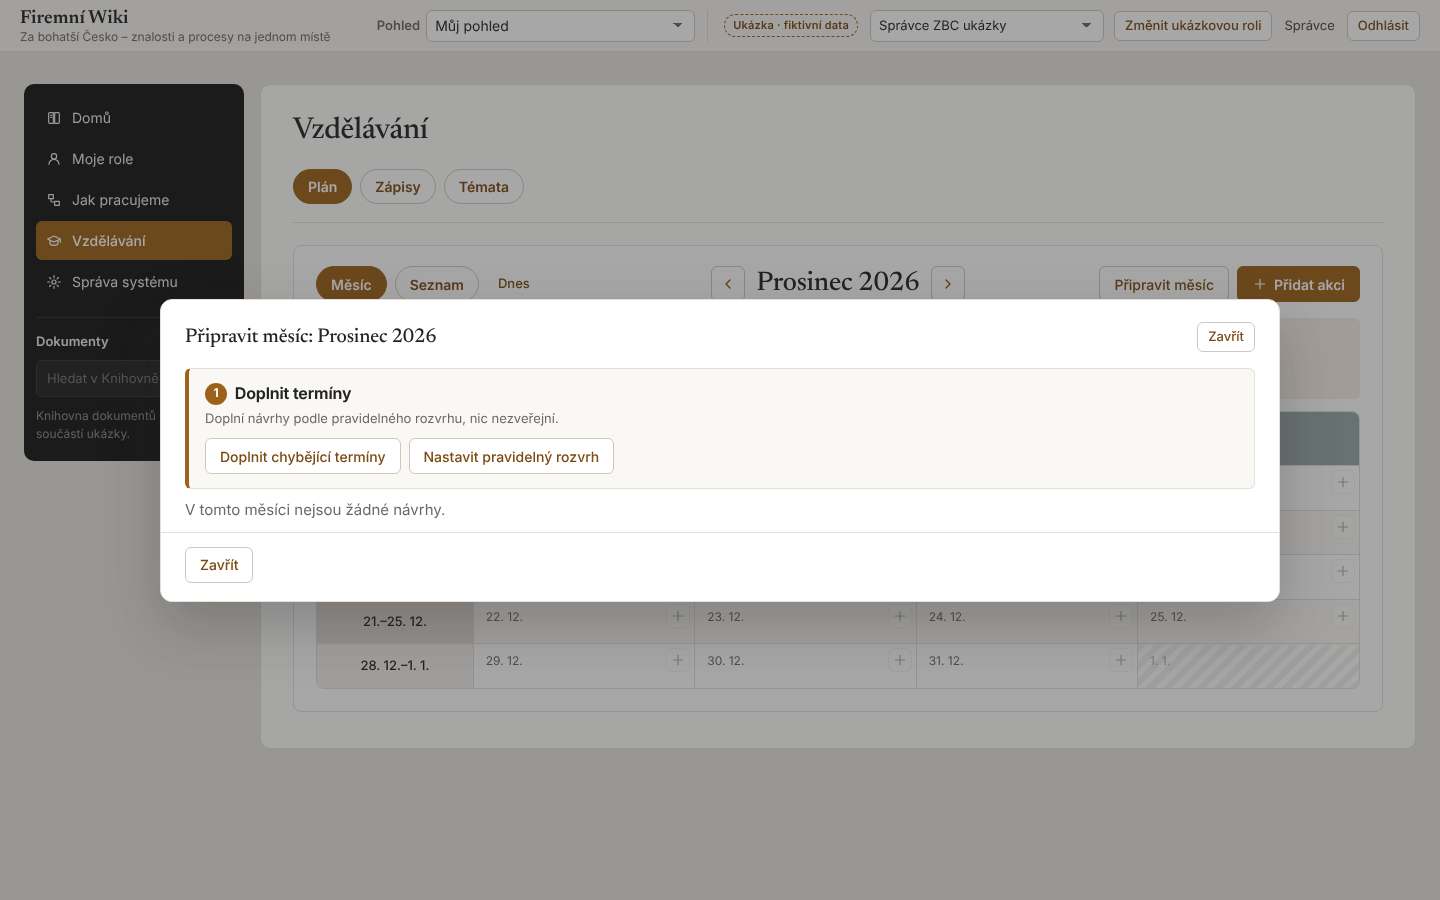 Firemní Wiki
Za bohatší Česko – znalosti a procesy na jednom místě
Pohled
Můj pohled
Ukázka · fiktivní data
Správce ZBC ukázky
Změnit ukázkovou roli
Správce
Odhlásit
Domů
Moje role
Jak pracujeme
Vzdělávání
Správa systému
Dokumenty
Hledat v Knihovně
Knihovna dokumentů
součástí ukázky.
Vzdělávání
Plán
Zápisy
Témata
Měsíc
Seznam
Dnes
Prosinec 2026
Připravit měsíc
+ Přidat akci
Připravit měsíc: Prosinec 2026
Zavřít
1 Doplnit termíny
Doplní návrhy podle pravidelného rozvrhu, nic nezveřejní.
Doplnit chybějící termíny
Nastavit pravidelný rozvrh
V tomto měsíci nejsou žádné návrhy.
Zavřít
21.–25. 12.
22. 12.
23. 12.
24. 12.
25. 12.
28. 12.–1. 1.
29. 12.
30. 12.
31. 12.
1. 1.